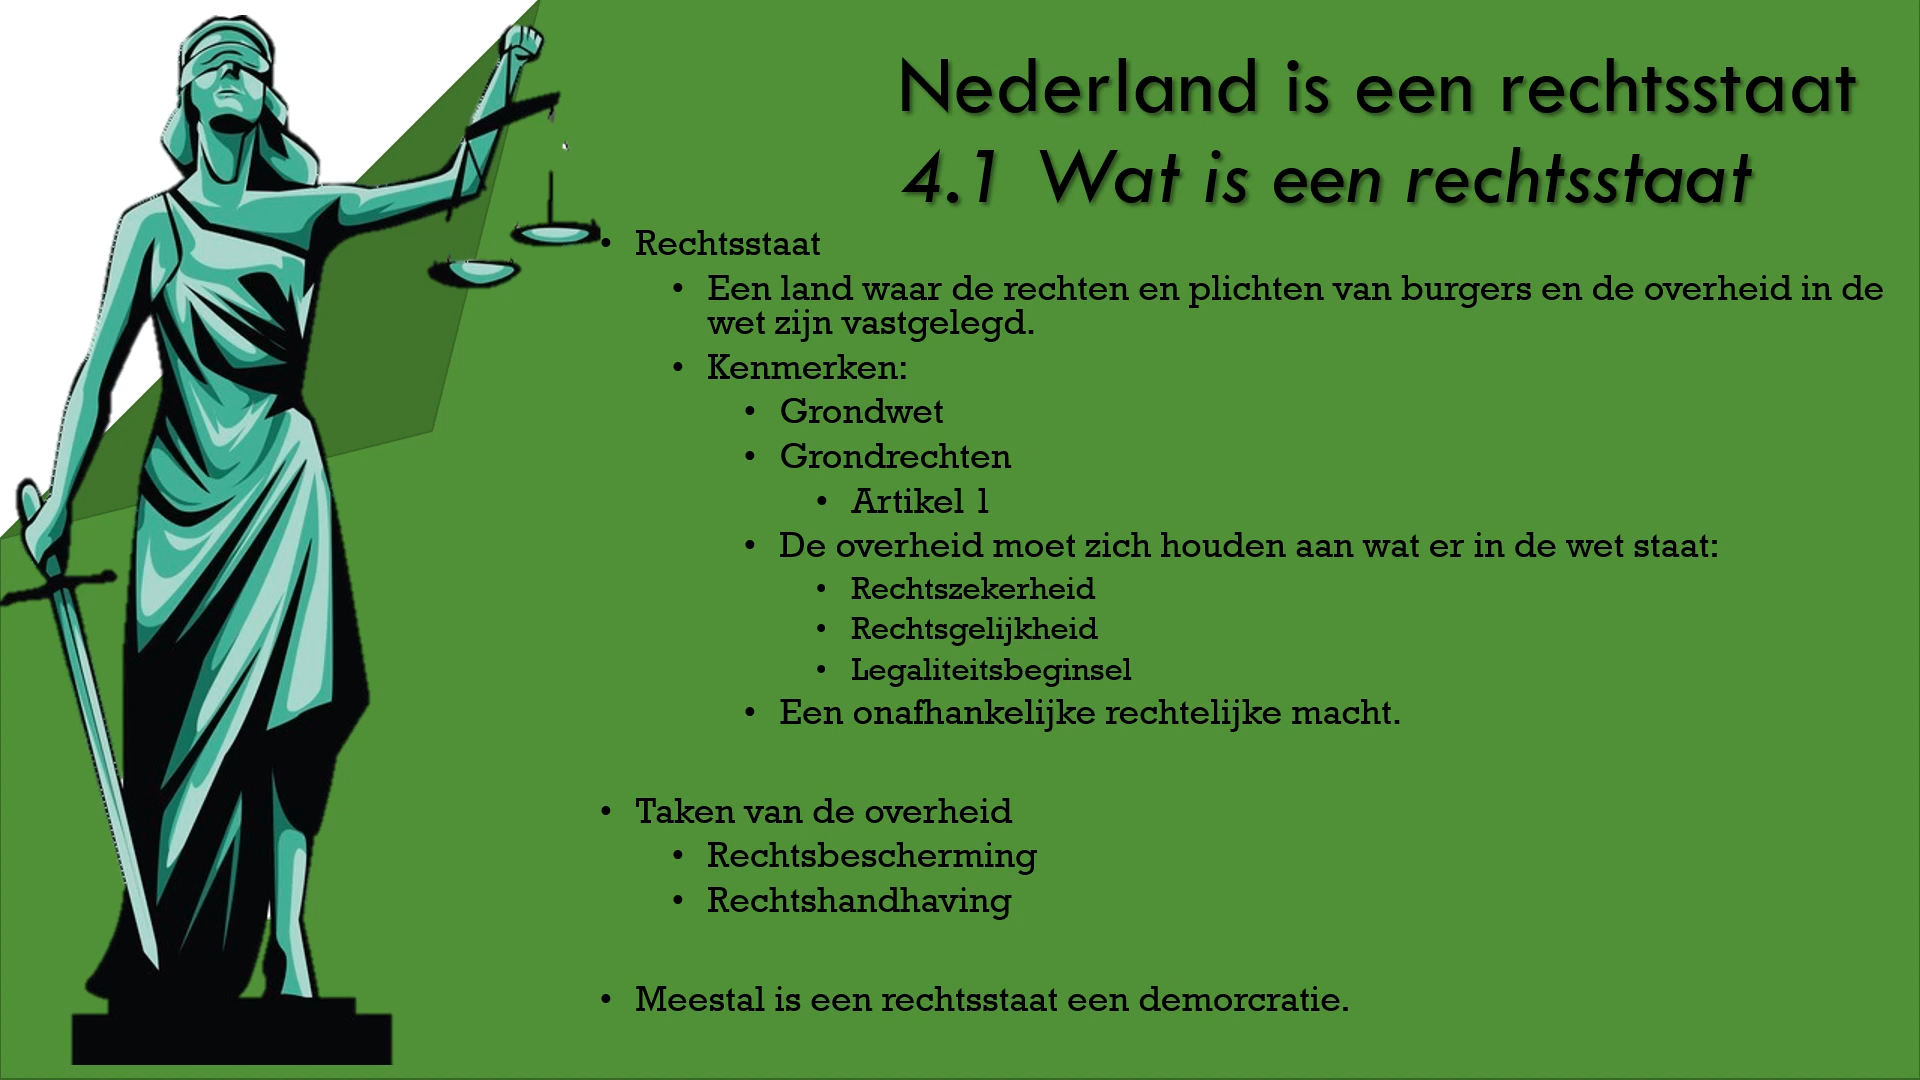 Nederland is een rechtsstaat
4.1 Wat is een rechtsstaat
• Rechtsstaat
• Een land waar de rechten en plichten van burgers en de overheid in de
wet zijn vastgelegd.
• Kenmerken:
• Grondwet
• Grondrechten
• Artikel 1
• De overheid moet zich houden aan wat er in de wet staat:
• Rechtszekerheid
• Rechtsgelijkheid
• Legaliteitsbeginsel
• Een onafhankelijke rechtelijke macht.
• Taken van de overheid
• Rechtsbescherming
• Rechtshandhaving
• Meestal is een rechtsstaat een demorcratie.